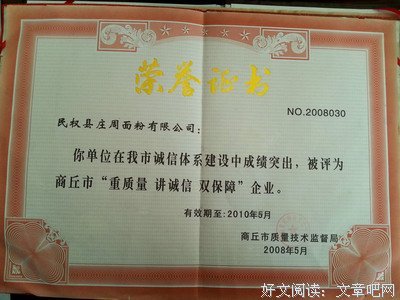 荣誉证书
NO.2008030
民权县庄周面粉有限公司：
你单位在我市诚信体系建设中成绩突出，被评为
商丘市“重质量 讲诚信 双保障”企业。
有效期至：2010年5月
商丘市质量技术监督局
2008年5月
好文阅读：文章吧网